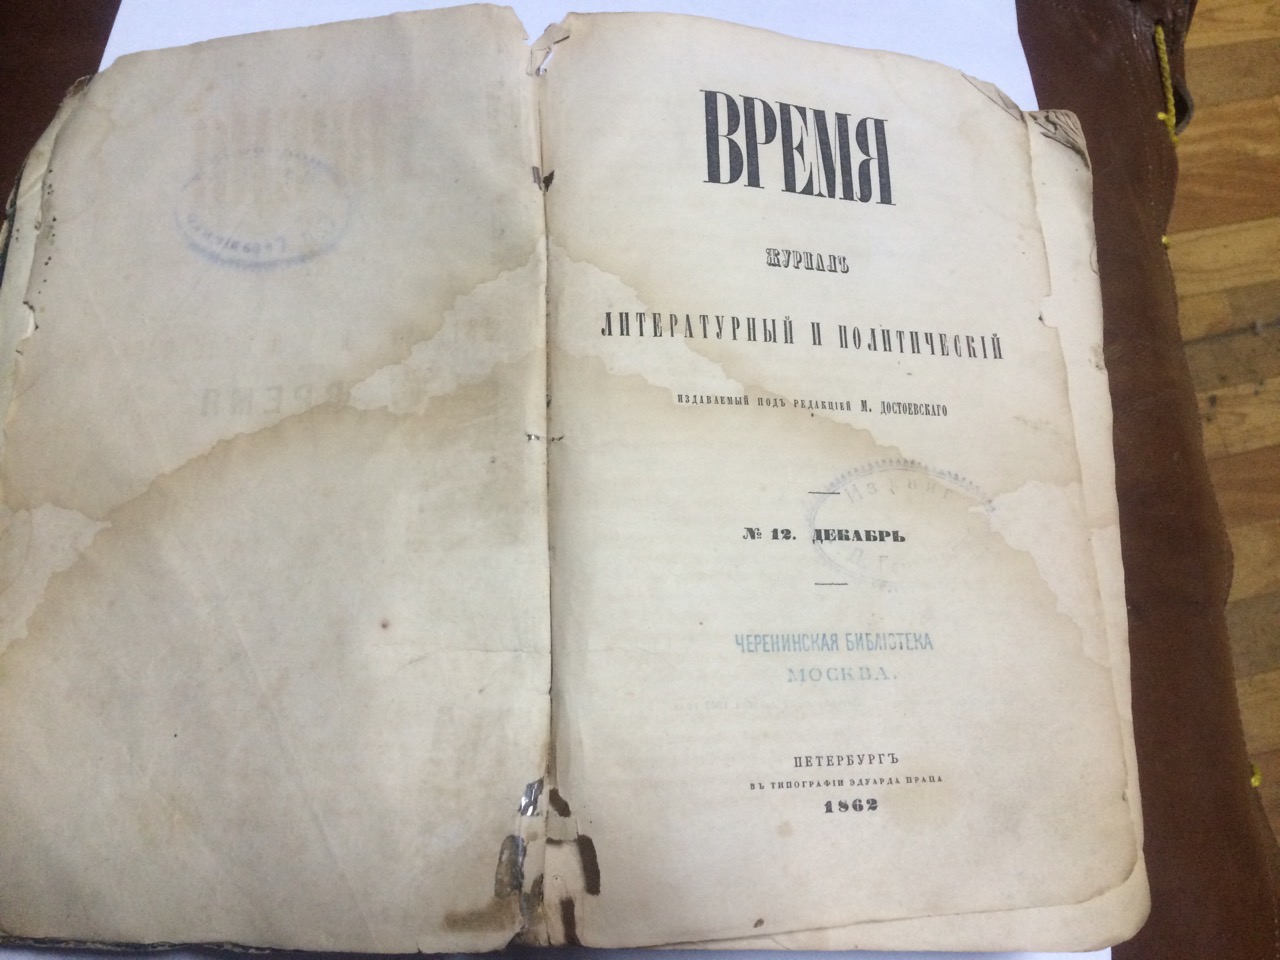 ВРЕМЯ
ЖУРНАЛЪ
ЛИТЕРАТУРНЫЙ И ПОЛИТИЧЕСКІЙ
ИЗДАВАЕМЫЙ ПОДЪ РЕДАКЦІЕЙ М. ДОСТОЕВСКАГО
№ 12. ДЕКАБРЬ
ЧЕРЕНИНСКАЯ БИБЛІОТЕКА
МОСКВА.
ПЕТЕРБУРГЪ
ВЪ ТИПОГРАФІИ ЭДУАРДА ПРАЦА
1862